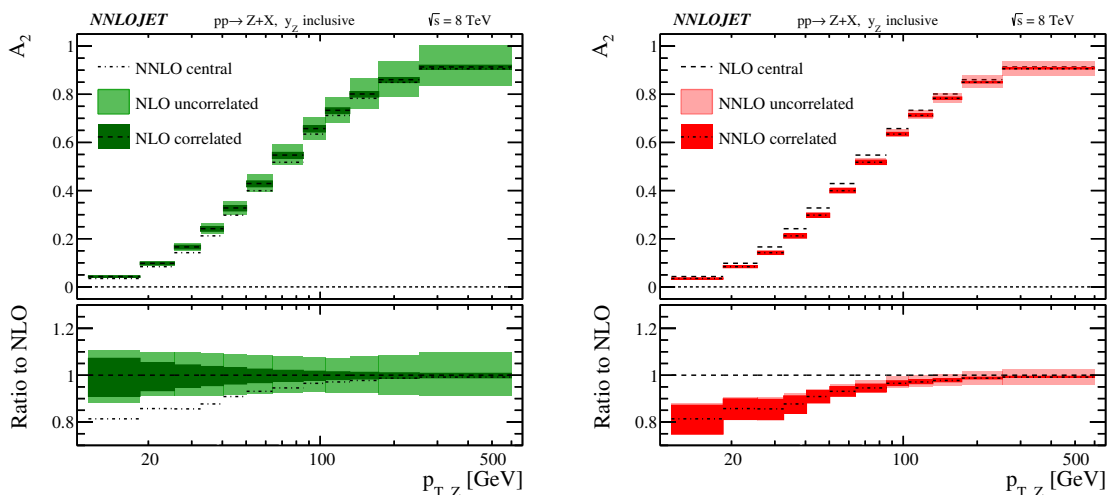 NNLOJET pp→ Z+X, y_Z inclusive √s = 8 TeV
A_2
1
0.8
0.6
0.4
0.2
0
NNLO central
NLO uncorrelated
NLO correlated
Ratio to NLO
1.2
1
0.8
20 100 500
p_T,Z [GeV]
NNLOJET pp→ Z+X, y_Z inclusive √s = 8 TeV
A_2
1
0.8
0.6
0.4
0.2
0
NLO central
NNLO uncorrelated
NNLO correlated
Ratio to NLO
1.2
1
0.8
20 100 500
p_T,Z [GeV]